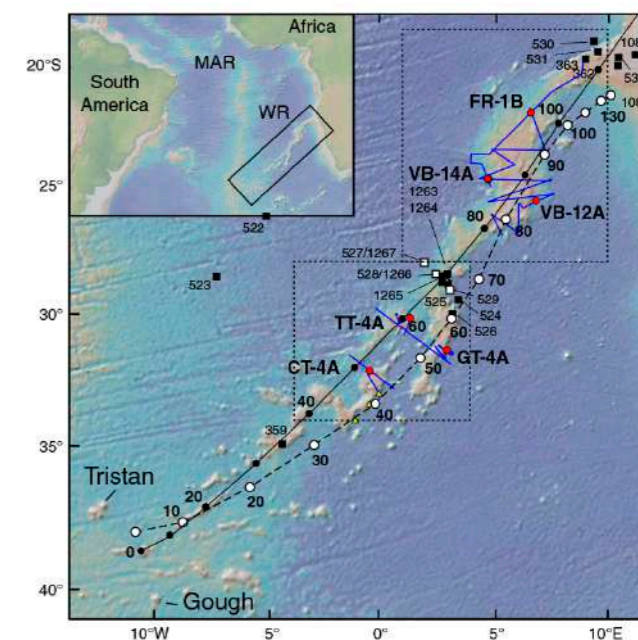 Africa
South
America
MAR
WR
20°S
25°S
30°S
35°S
40°S
522
523
530
531
363
362
108
53
100
FR-1B
100
100
130
90
VB-14A
1263
1264
VB-12A
80
80
527/1267
528/1266
1265
525
529
524
526
70
TT-4A
60
60
GT-4A
50
CT-4A
40
40
359
30
20
20
Tristan
10
0
Gough
10°W
5°
0°
5°
10°E